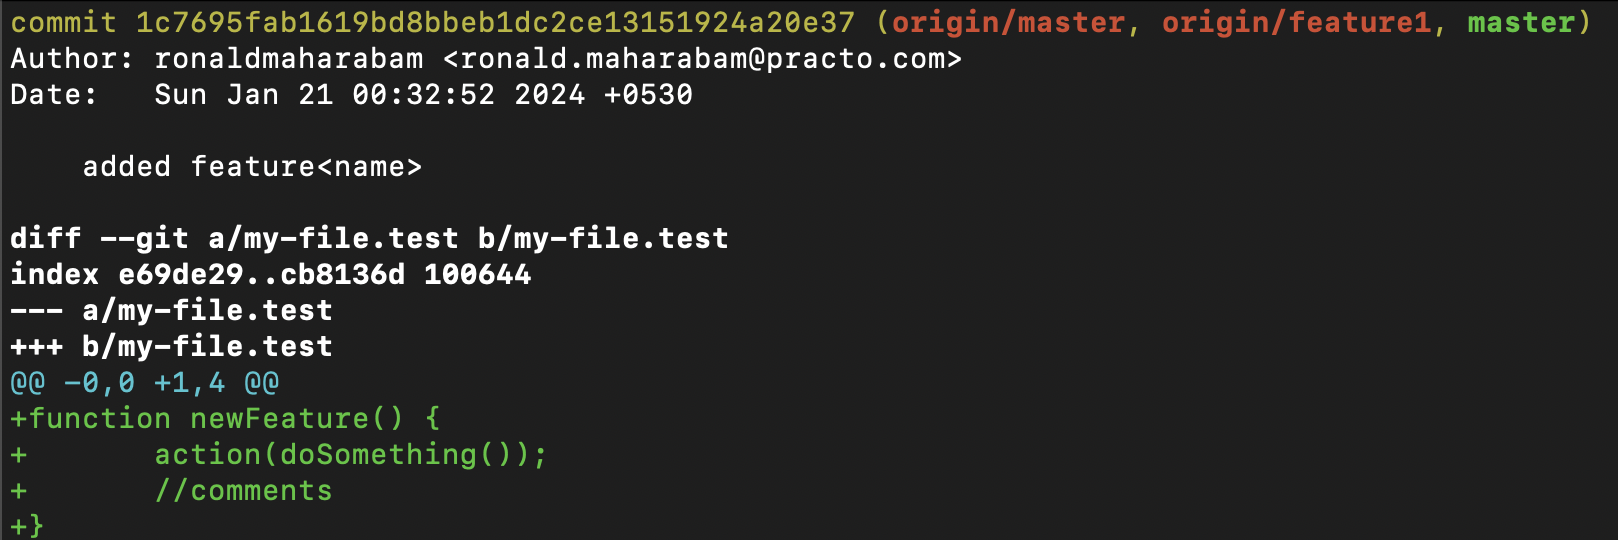 commit 1c7695fab1619bd8bbeb1dc2ce13151924a20e37 (origin/master, origin/feature1, master)
Author: ronaldmaharabam <ronald.maharabam@practo.com>
Date:   Sun Jan 21 00:32:52 2024 +0530

    added feature<name>

diff --git a/my-file.test b/my-file.test
index e69de29..cb8136d 100644
--- a/my-file.test
+++ b/my-file.test
@@ -0,0 +1,4 @@
+function newFeature() {
+       action(doSomething());
+       //comments
+}